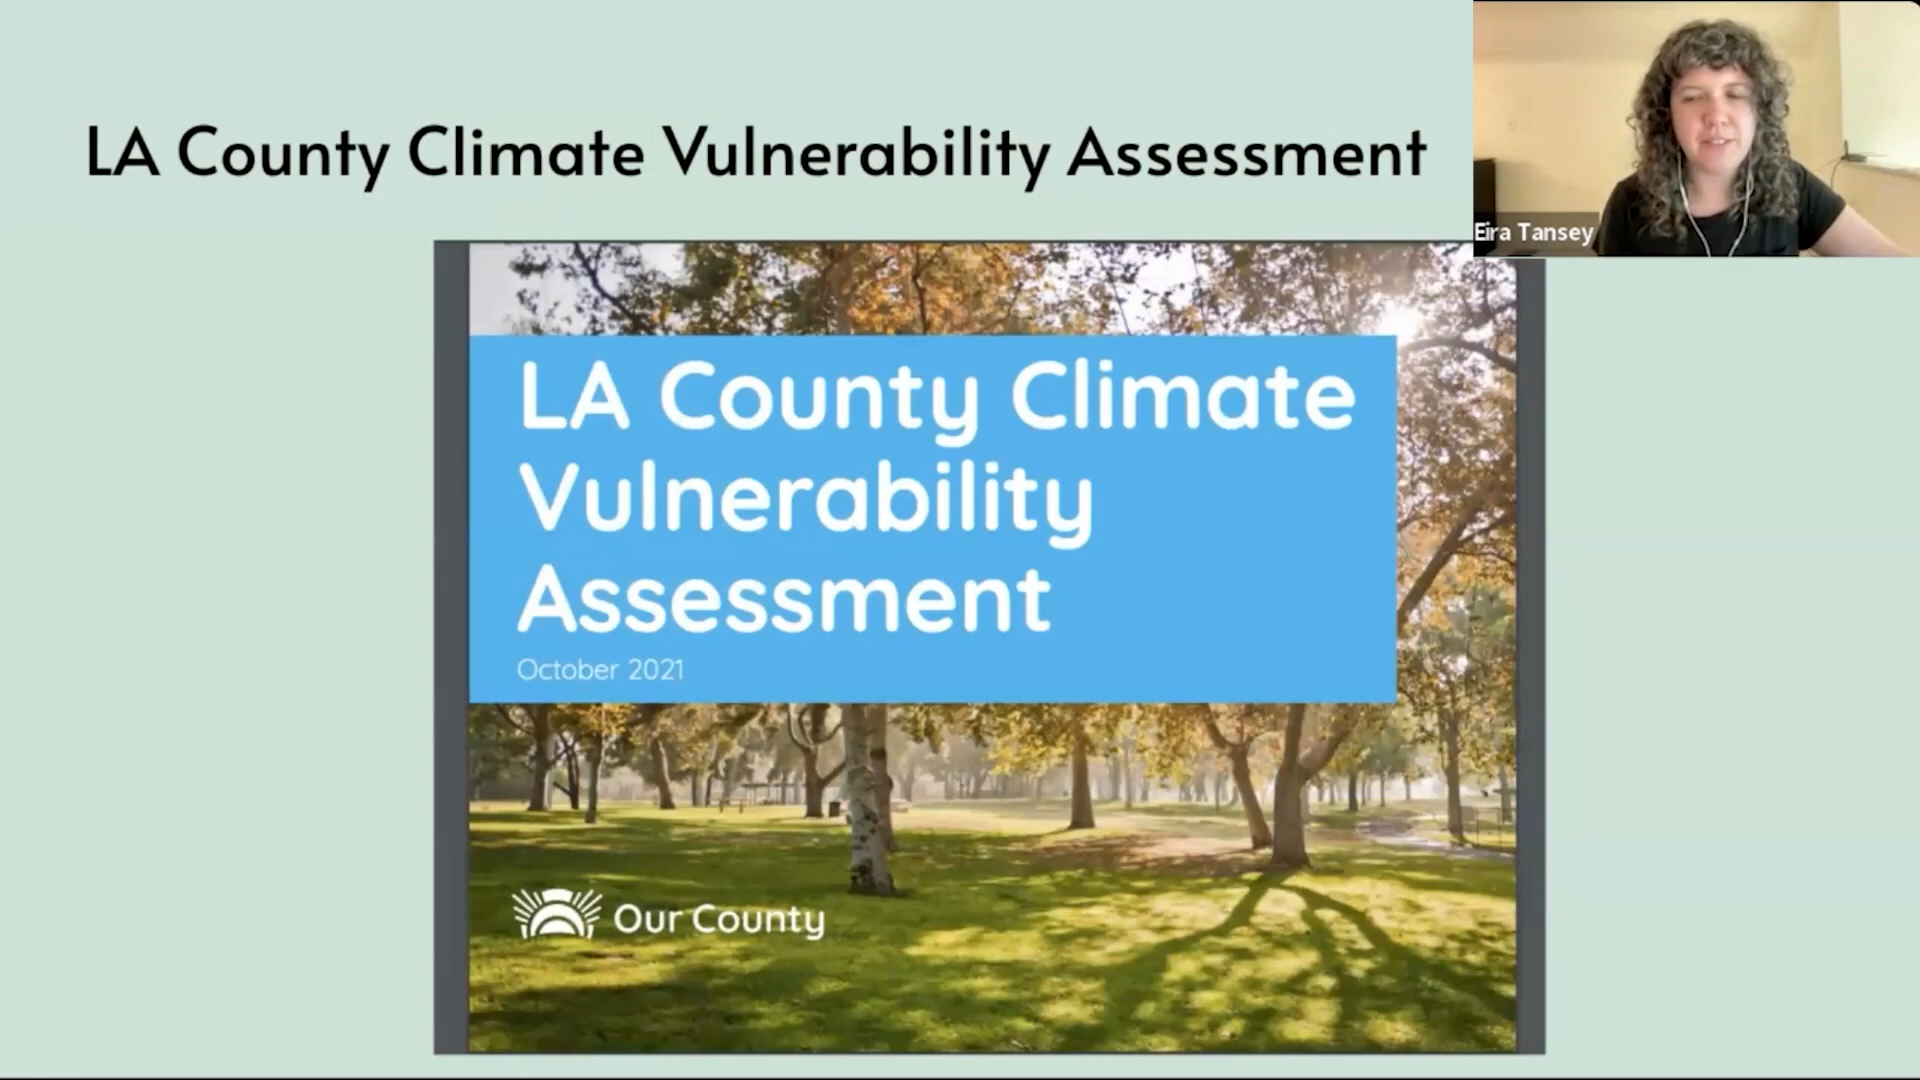 LA County Climate Vulnerability Assessment
Eira Tansey
LA County Climate
Vulnerability
Assessment
October 2021
Our County